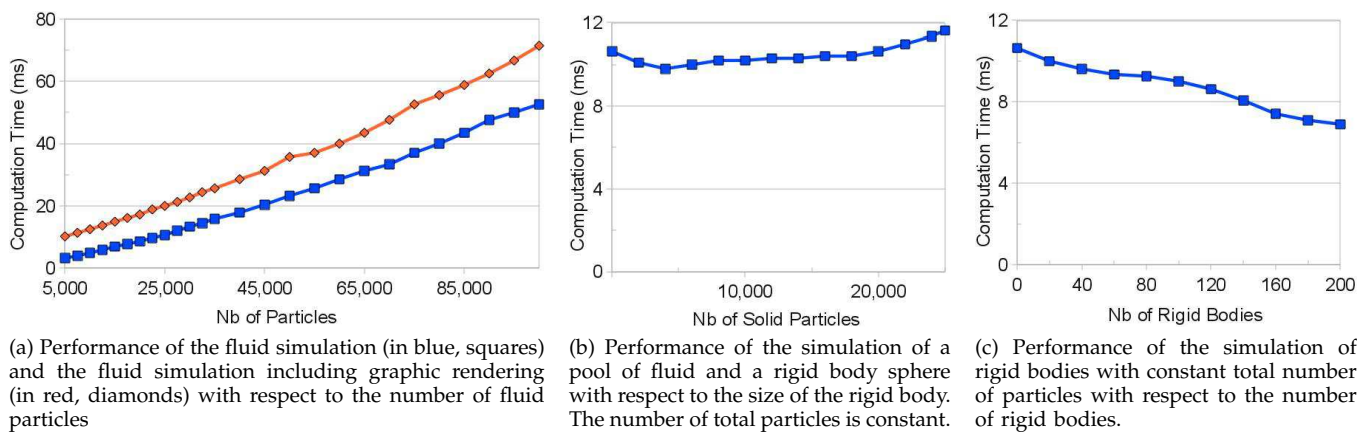 80
60
40
20
0
Computation Time (ms)
5,000 25,000 45,000 65,000 85,000
Nb of Particles
(a) Performance of the fluid simulation (in blue, squares)
and the fluid simulation including graphic rendering
(in red, diamonds) with respect to the number of fluid
particles
12
8
4
0
Computation Time (ms)
10,000 20,000
Nb of Solid Particles
(b) Performance of the simulation of a
pool of fluid and a rigid body sphere
with respect to the size of the rigid body.
The number of total particles is constant.
12
8
4
0
Computation Time (ms)
0 40 80 120 160 200
Nb of Rigid Bodies
(c) Performance of the simulation of
rigid bodies with constant total number
of particles with respect to the number
of rigid bodies.